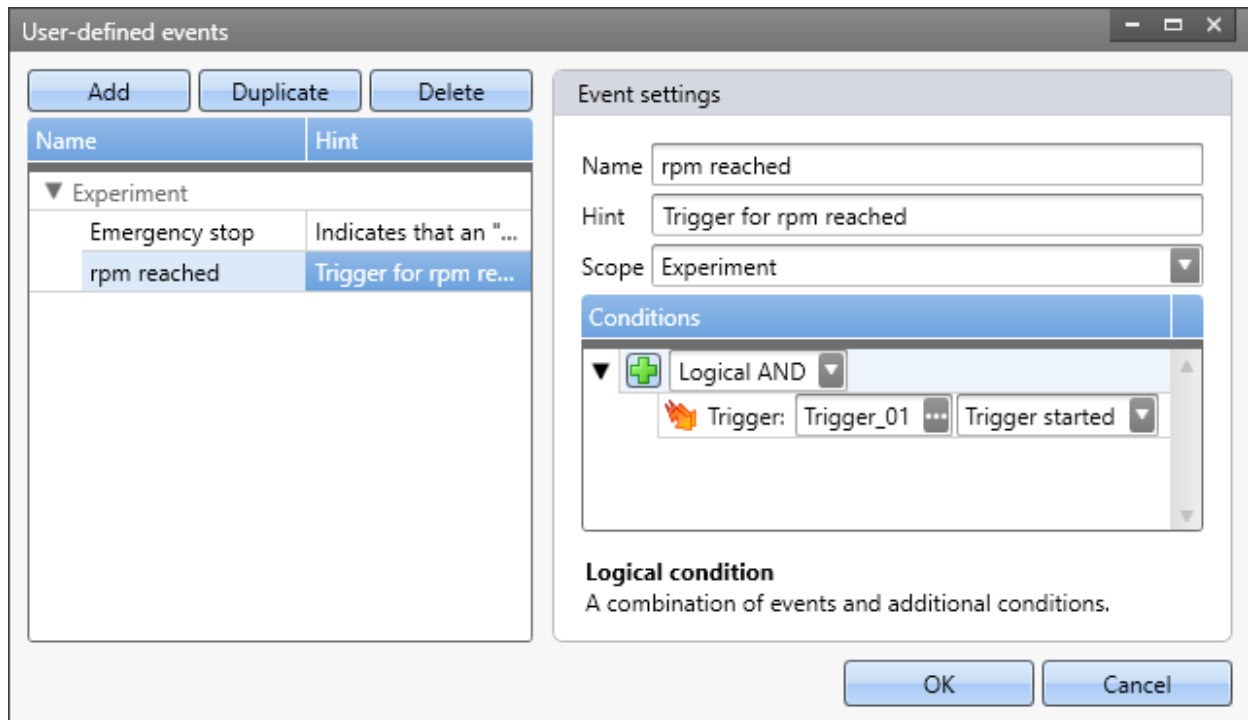 User-defined events
Add Duplicate Delete
Name Hint
Experiment
Emergency stop Indicates that an "...
rpm reached Trigger for rpm re...
Event settings
Name rpm reached
Hint Trigger for rpm reached
Scope Experiment
Conditions
Logical AND
Trigger: Trigger_01 ... Trigger started
Logical condition
A combination of events and additional conditions.
OK Cancel